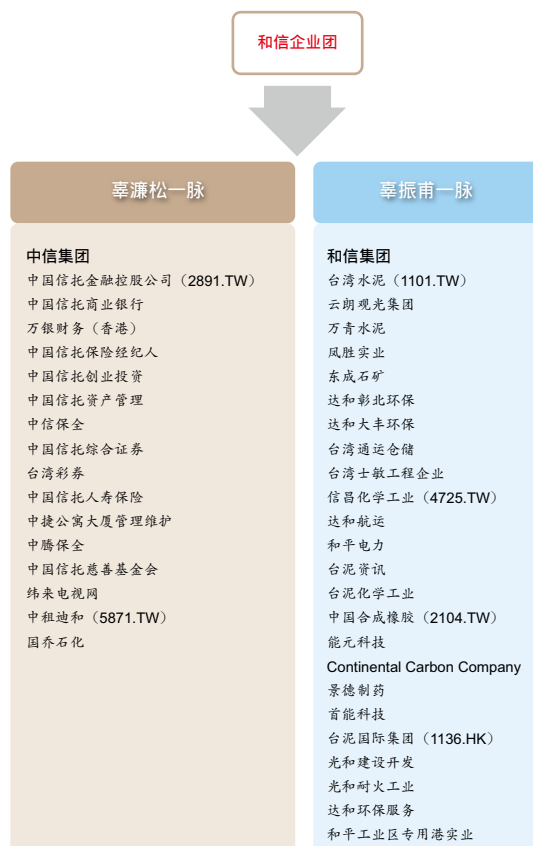 和信企业团
辜濂松一脉
中信集团
中国信托金融控股公司（2891.TW）
中国信托商业银行
万银财务（香港）
中国信托保险经纪人
中国信托创业投资
中国信托资产管理
中信保全
中国信托综合证券
台湾彩券
中国信托人寿保险
中捷公寓大厦管理维护
中腾保全
中国信托慈善基金会
纬来电视网
中租迪和（5871.TW）
国乔石化
辜振甫一脉
和信集团
台湾水泥（1101.TW）
云朗观光集团
万青水泥
凤胜实业
东成石矿
达和彰北环保
达和大丰环保
台湾通运仓储
台湾士敏工程企业
信昌化学工业（4725.TW）
达和航运
和平电力
台泥资讯
台泥化学工业
中国合成橡胶（2104.TW）
能元科技
Continental Carbon Company
景德制药
首能科技
台泥国际集团（1136.HK）
光和建设开发
光和耐火工业
达和环保服务
和平工业区专用港实业